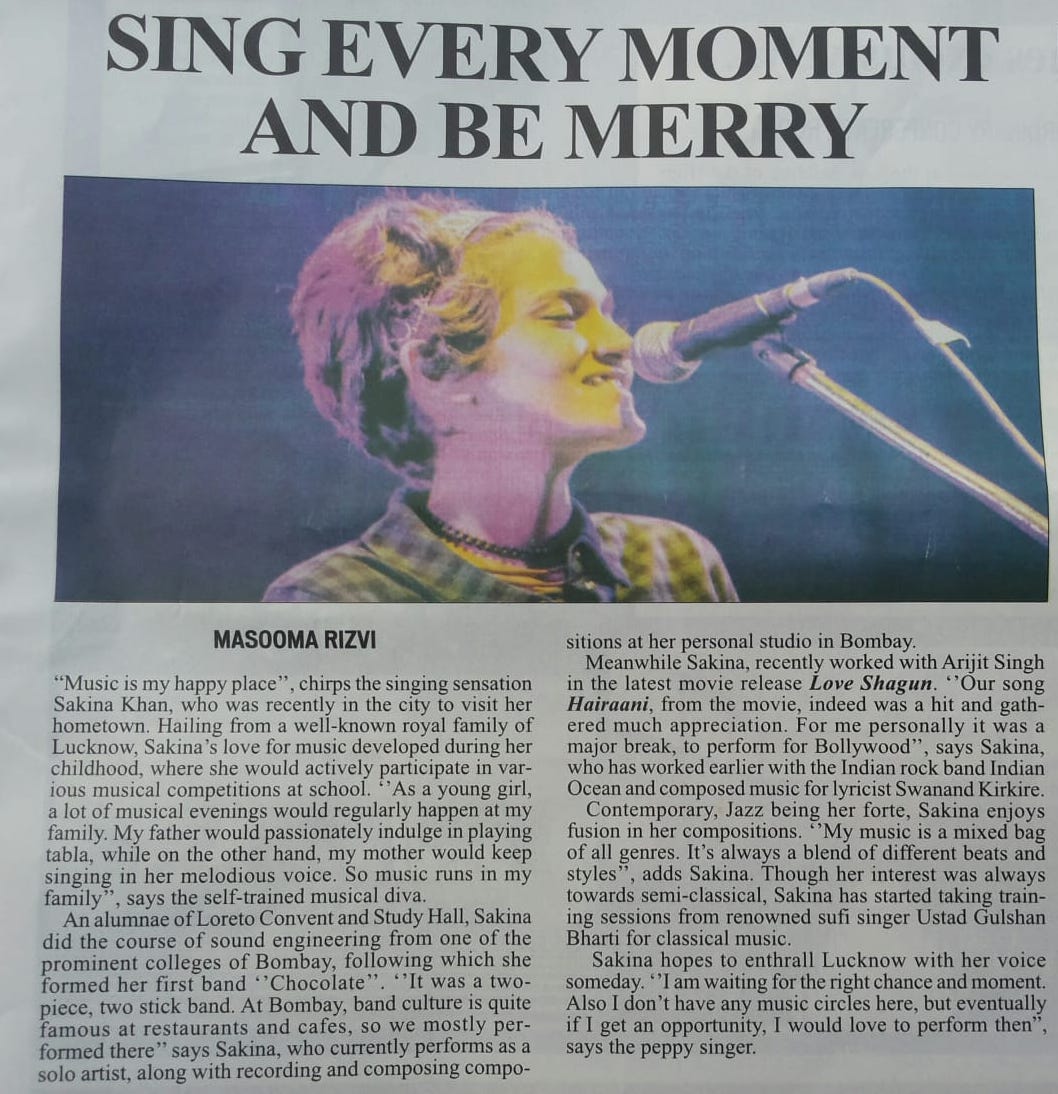 SING EVERY MOMENT
AND BE MERRY
MASOOMA RIZVI
“Music is my happy place”, chirps the singing sensation
Sakina Khan, who was recently in the city to visit her
hometown. Hailing from a well-known royal family of
Lucknow, Sakina’s love for music developed during her
childhood, where she would actively participate in var-
ious musical competitions at school. ‘’As a young girl,
a lot of musical evenings would regularly happen at my
family. My father would passionately indulge in playing
tabla, while on the other hand, my mother would keep
singing in her melodious voice. So music runs in my
family”, says the self-trained musical diva.
An alumnae of Loreto Convent and Study Hall, Sakina
did the course of sound engineering from one of the
prominent colleges of Bombay, following which she
formed her first band ‘’Chocolate”. ‘’It was a two-
piece, two stick band. At Bombay, band culture is quite
famous at restaurants and cafes, so we mostly per-
formed there” says Sakina, who currently performs as a
solo artist, along with recording and composing compo-
sitions at her personal studio in Bombay.
Meanwhile Sakina, recently worked with Arijit Singh
in the latest movie release Love Shagun. ‘’Our song
Hairaani, from the movie, indeed was a hit and gath-
ered much appreciation. For me personally it was a
major break, to perform for Bollywood”, says Sakina,
who has worked earlier with the Indian rock band Indian
Ocean and composed music for lyricist Swanand Kirkire.
Contemporary, Jazz being her forte, Sakina enjoys
fusion in her compositions. ‘’My music is a mixed bag
of all genres. It’s always a blend of different beats and
styles”, adds Sakina. Though her interest was always
towards semi-classical, Sakina has started taking train-
ing sessions from renowned sufi singer Ustad Gulshan
Bharti for classical music.
Sakina hopes to enthrall Lucknow with her voice
someday. ‘’I am waiting for the right chance and moment.
Also I don’t have any music circles here, but eventually
if I get an opportunity, I would love to perform then”,
says the peppy singer.